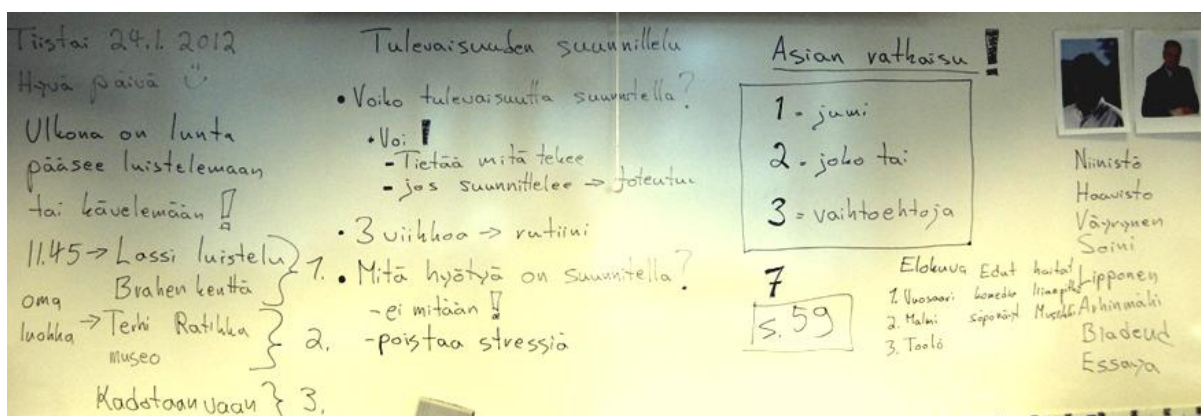 Tiistai 24.1. 2012
Hyvä päivä
Ulkona on lunta
pääsee luistelemaan
tai kävelemään!
11.45 → Lassi luistelu } 1.
Brahen kenttä
oma luokka → Terhi Ratikka } 2.
museo
Kadotaan vaan } 3.
Tulevaisuuden suunnittelu
• Voiko tulevaisuutta suunnitella?
• Voi!
- Tietää mitä tekee
- jos suunnittelee → toteutuu
• 3 viikkoa → rutiini
• Mitä hyötyä on suunnitella?
- ei mitään!
- poistaa stressiä
Asian ratkaisu!
1 = jumi
2 = joko tai
3 = vaihtoehtoja
7
s. 59
Elokuva Edut haitat
1. Vuosaari komedia
2. Malmi
3. Töölö
Niinistö
Haavisto
Väyrynen
Soini
Lipponen
Arhinmäki
Biaudeud
Essaya